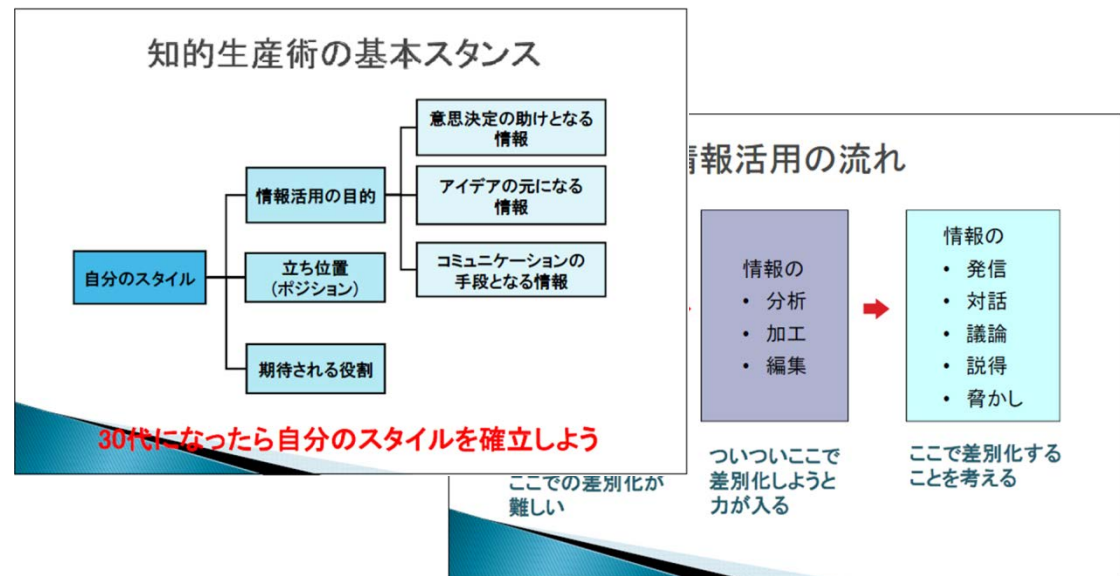 知的生産術の基本スタンス
意思決定の助けとなる
情報
情報活用の目的
アイデアの元になる
情報
自分のスタイル
立ち位置
(ポジション)
コミュニケーションの
手段となる情報
期待される役割
30代になったら自分のスタイルを確立しよう
情報活用の流れ
情報の
• 分析
• 加工
• 編集
情報の
• 発信
• 対話
• 議論
• 説得
• 脅かし
ここでの差別化が
難しい
ついついここで
差別化しようと
力が入る
ここで差別化する
ことを考える